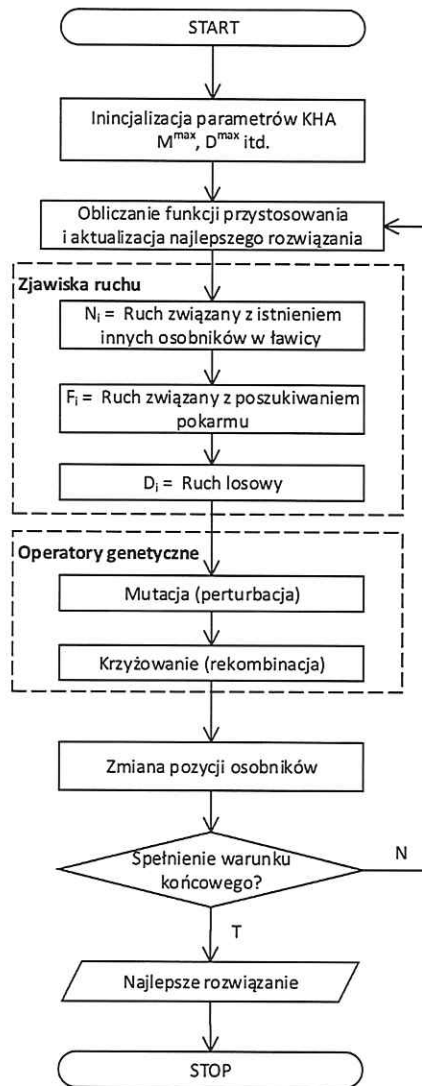 START
Inincjalizacja parametrów KHA
M^max, D^max itd.
Obliczanie funkcji przystosowania
i aktualizacja najlepszego rozwiązania
Zjawiska ruchu
N_i = Ruch związany z istnieniem
innych osobników w ławicy
F_i = Ruch związany z poszukiwaniem
pokarmu
D_i = Ruch losowy
Operatory genetyczne
Mutacja (perturbacja)
Krzyżowanie (rekombinacja)
Zmiana pozycji osobników
Spełnienie warunku
końcowego?
N
T
Najlepsze rozwiązanie
STOP